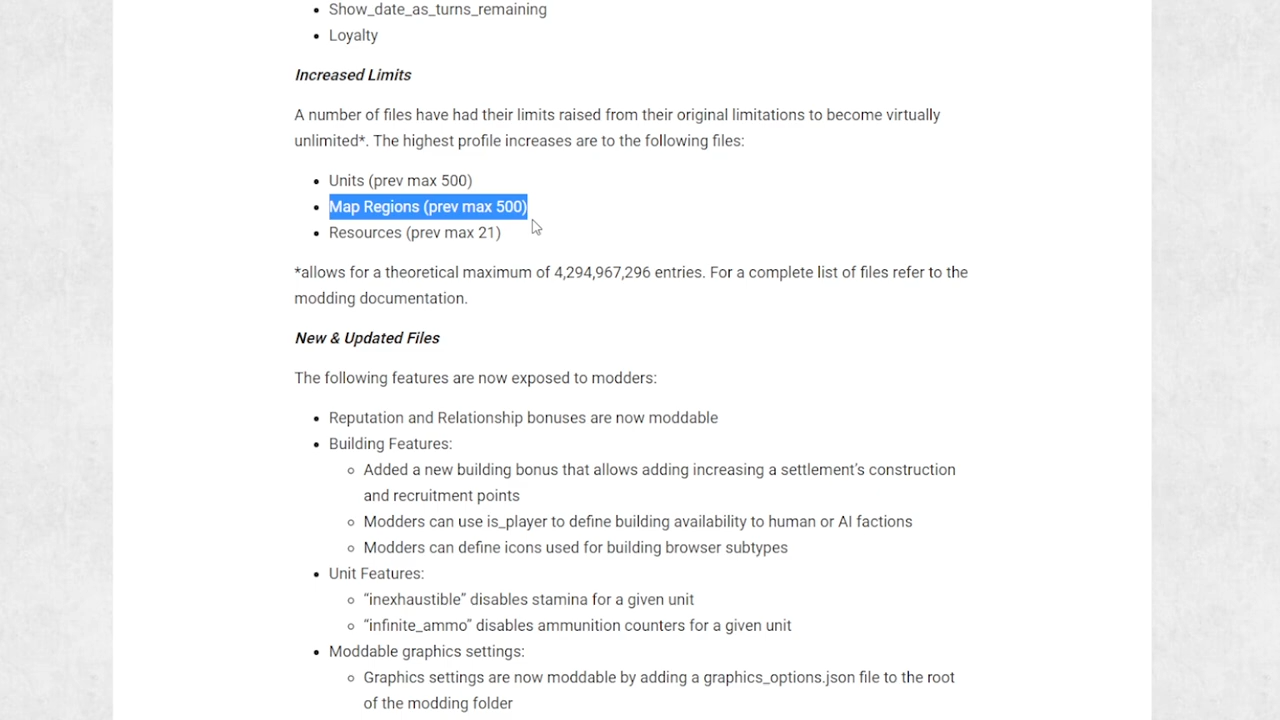 Show_date_as_turns_remaining
Loyalty
Increased Limits
A number of files have had their limits raised from their original limitations to become virtually
unlimited*. The highest profile increases are to the following files:
Units (prev max 500)
Map Regions (prev max 500)
Resources (prev max 21)
*allows for a theoretical maximum of 4,294,967,296 entries. For a complete list of files refer to the
modding documentation.
New & Updated Files
The following features are now exposed to modders:
Reputation and Relationship bonuses are now moddable
Building Features:
Added a new building bonus that allows adding increasing a settlement’s construction
and recruitment points
Modders can use is_player to define building availability to human or AI factions
Modders can define icons used for building browser subtypes
Unit Features:
“inexhaustible” disables stamina for a given unit
“infinite_ammo” disables ammunition counters for a given unit
Moddable graphics settings:
Graphics settings are now moddable by adding a graphics_options.json file to the root
of the modding folder